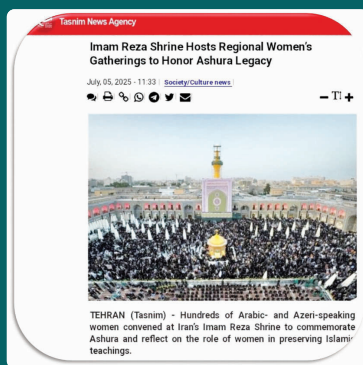 Tasnim News Agency
Imam Reza Shrine Hosts Regional Women's
Gatherings to Honor Ashura Legacy
July, 05, 2025 - 11:33 Society/Culture news
- T +
TEHRAN (Tasnim) – Hundreds of Arabic- and Azeri-speaking
women convened at Iran's Imam Reza Shrine to commemorate
Ashura and reflect on the role of women in preserving Islamic
teachings.